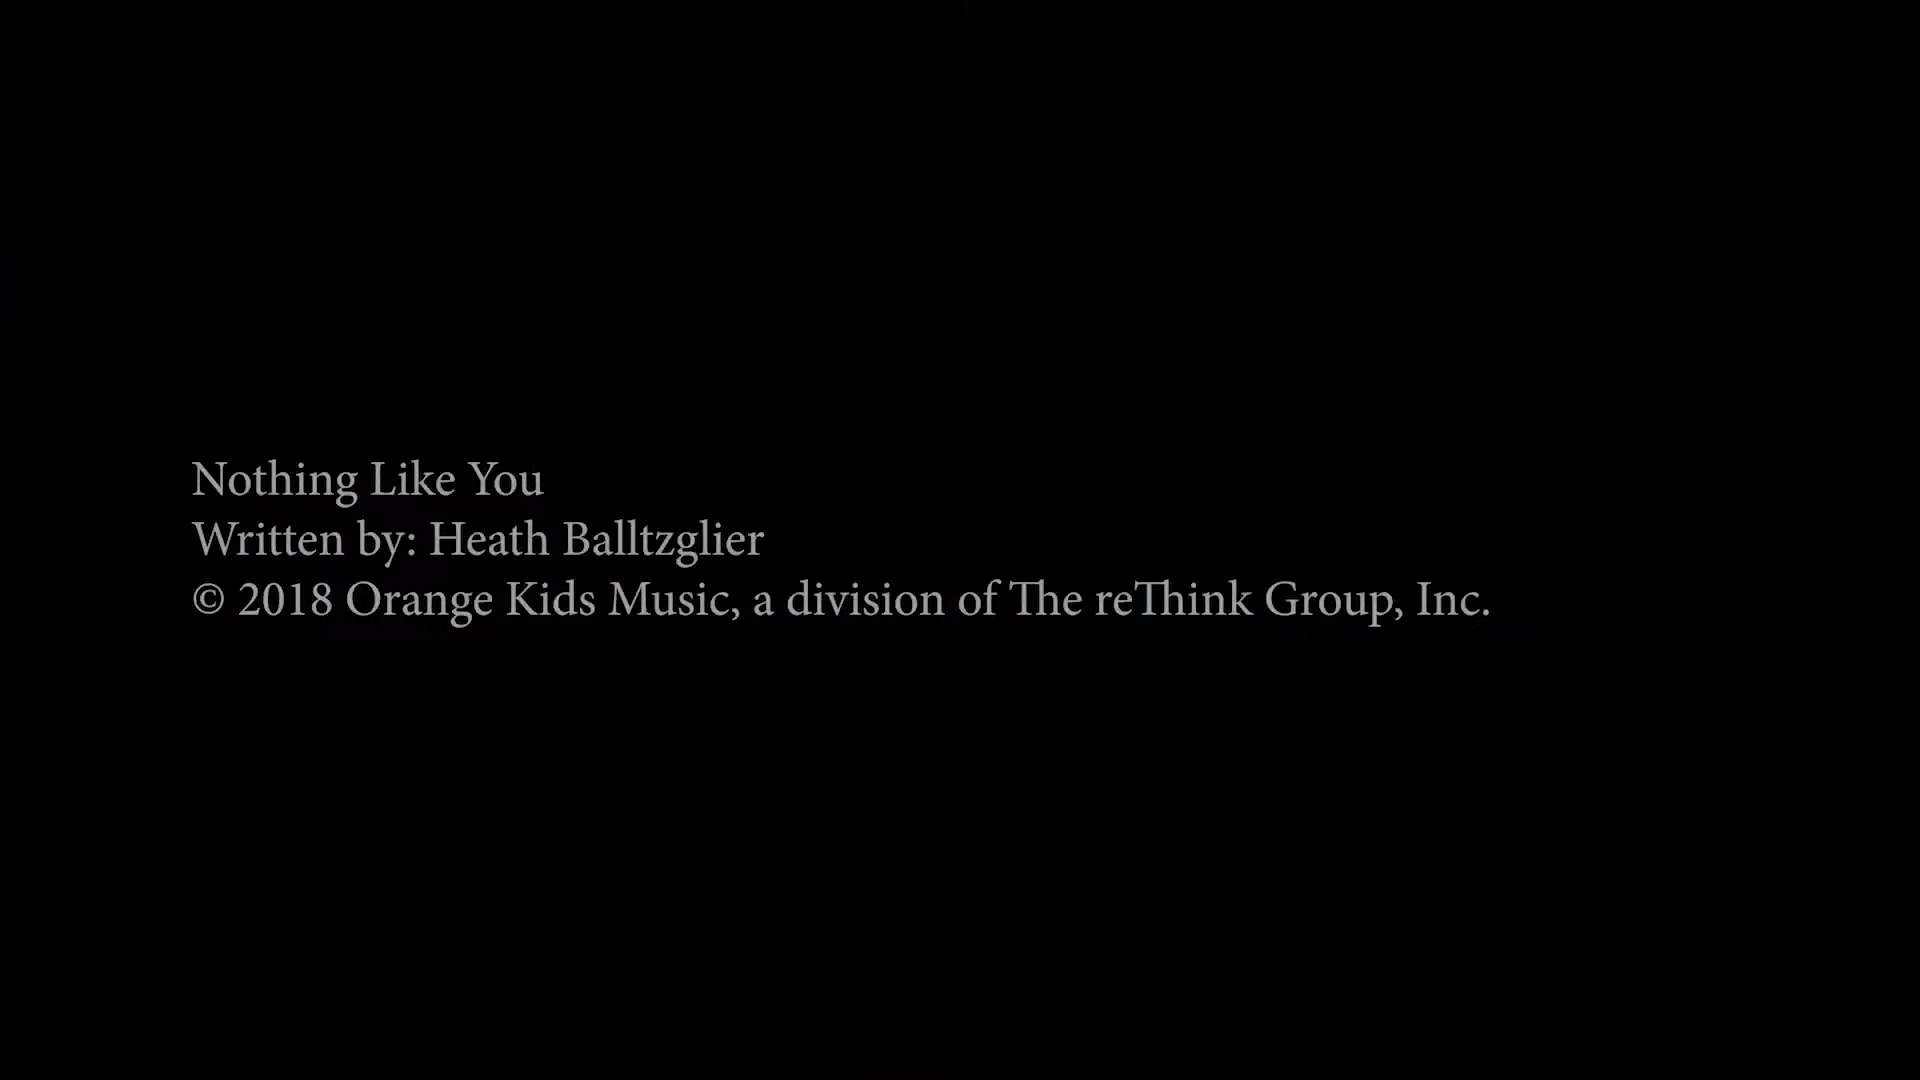 Nothing Like You
Written by: Heath Balltzglier
© 2018 Orange Kids Music, a division of The reThink Group, Inc.